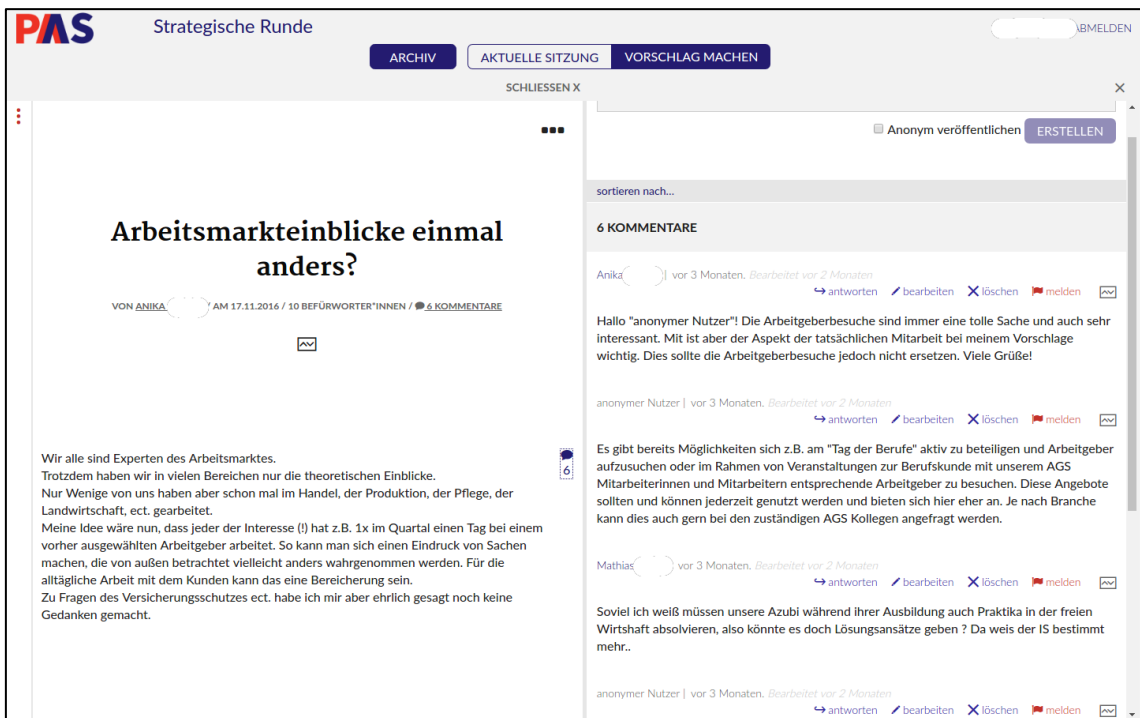 PAS Strategische Runde
ABMELDEN
ARCHIV AKTUELLE SITZUNG VORSCHLAG MACHEN
SCHLIESSEN X
Arbeitsmarkteinblicke einmal
anders?
VON ANIKA / AM 17.11.2016 / 10 BEFÜRWORTER*INNEN / 6 KOMMENTARE
Wir alle sind Experten des Arbeitsmarktes.
Trotzdem haben wir in vielen Bereichen nur die theoretischen Einblicke.
Nur Wenige von uns haben aber schon mal im Handel, der Produktion, der Pflege, der
Landwirtschaft, ect. gearbeitet.
Meine Idee wäre nun, dass jeder der Interesse (!) hat z.B. 1x im Quartal einen Tag bei einem
vorher ausgewählten Arbeitgeber arbeitet. So kann man sich einen Eindruck von Sachen
machen, die von außen betrachtet vielleicht anders wahrgenommen werden. Für die
alltägliche Arbeit mit dem Kunden kann das eine Bereicherung sein.
Zu Fragen des Versicherungsschutzes ect. habe ich mir aber ehrlich gesagt noch keine
Gedanken gemacht.
6
Anonym veröffentlichen ERSTELLEN
sortieren nach...
6 KOMMENTARE
Anika | vor 3 Monaten. Bearbeitet vor 2 Monaten
antworten bearbeiten löschen melden
Hallo "anonymer Nutzer"! Die Arbeitgeberbesuche sind immer eine tolle Sache und auch sehr
interessant. Mit ist aber der Aspekt der tatsächlichen Mitarbeit bei meinem Vorschlage
wichtig. Dies sollte die Arbeitgeberbesuche jedoch nicht ersetzen. Viele Grüße!
anonymer Nutzer | vor 3 Monaten. Bearbeitet vor 2 Monaten
antworten bearbeiten löschen melden
Es gibt bereits Möglichkeiten sich z.B. am "Tag der Berufe" aktiv zu beteiligen und Arbeitgeber
aufzusuchen oder im Rahmen von Veranstaltungen zur Berufskunde mit unserem AGS
Mitarbeiterinnen und Mitarbeitern entsprechende Arbeitgeber zu besuchen. Diese Angebote
sollten und können jederzeit genutzt werden und bieten sich hier eher an. Je nach Branche
kann dies auch gern bei den zuständigen AGS Kollegen angefragt werden.
Mathias vor 3 Monaten. Bearbeitet vor 2 Monaten
antworten bearbeiten löschen melden
Soviel ich weiß müssen unsere Azubi während ihrer Ausbildung auch Praktika in der freien
Wirtshaft absolvieren, also könnte es doch Lösungsansätze geben ? Da weis der IS bestimmt
mehr..
anonymer Nutzer | vor 3 Monaten. Bearbeitet vor 2 Monaten
antworten bearbeiten löschen melden